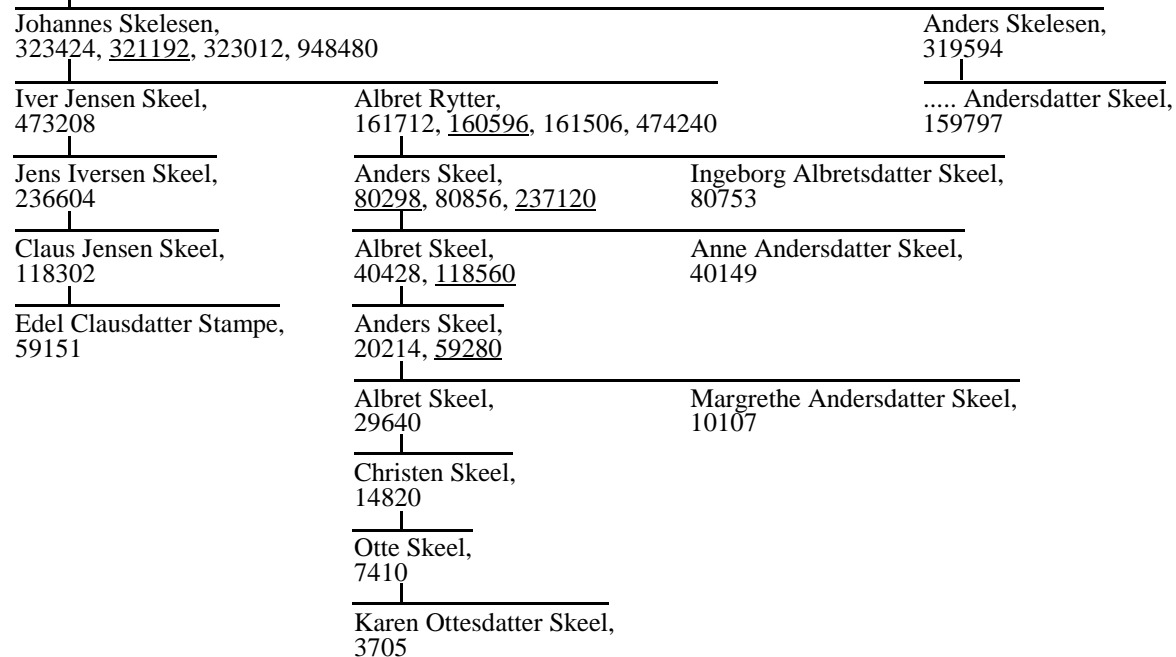 Johannes Skelesen,
323424, 321192, 323012, 948480
Anders Skelesen,
319594
Iver Jensen Skeel,
473208
Albret Rytter,
161712, 160596, 161506, 474240
..... Andersdatter Skeel,
159797
Jens Iversen Skeel,
236604
Anders Skeel,
80298, 80856, 237120
Ingeborg Albretsdatter Skeel,
80753
Claus Jensen Skeel,
118302
Albret Skeel,
40428, 118560
Anne Andersdatter Skeel,
40149
Edel Clausdatter Stampe,
59151
Anders Skeel,
20214, 59280
Albret Skeel,
29640
Margrethe Andersdatter Skeel,
10107
Christen Skeel,
14820
Otte Skeel,
7410
Karen Ottesdatter Skeel,
3705